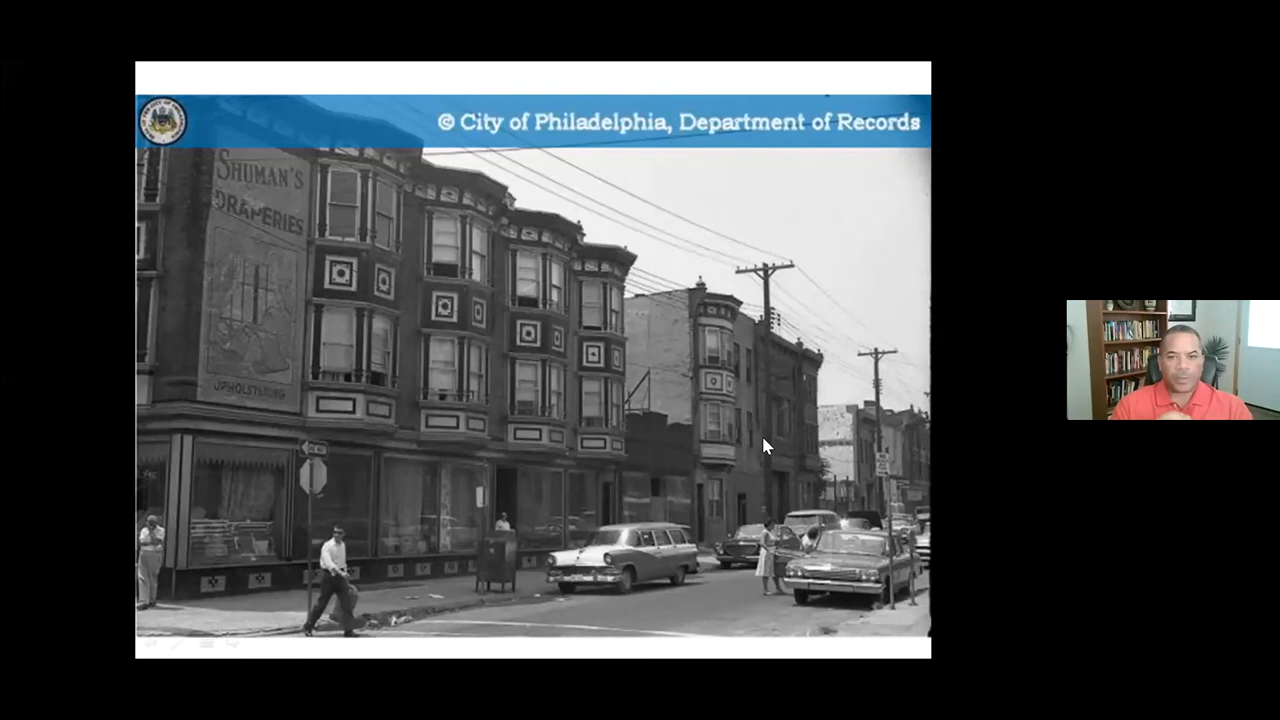 © City of Philadelphia, Department of Records
SHUMAN'S
DRAPERIES
UPHOLSTERING